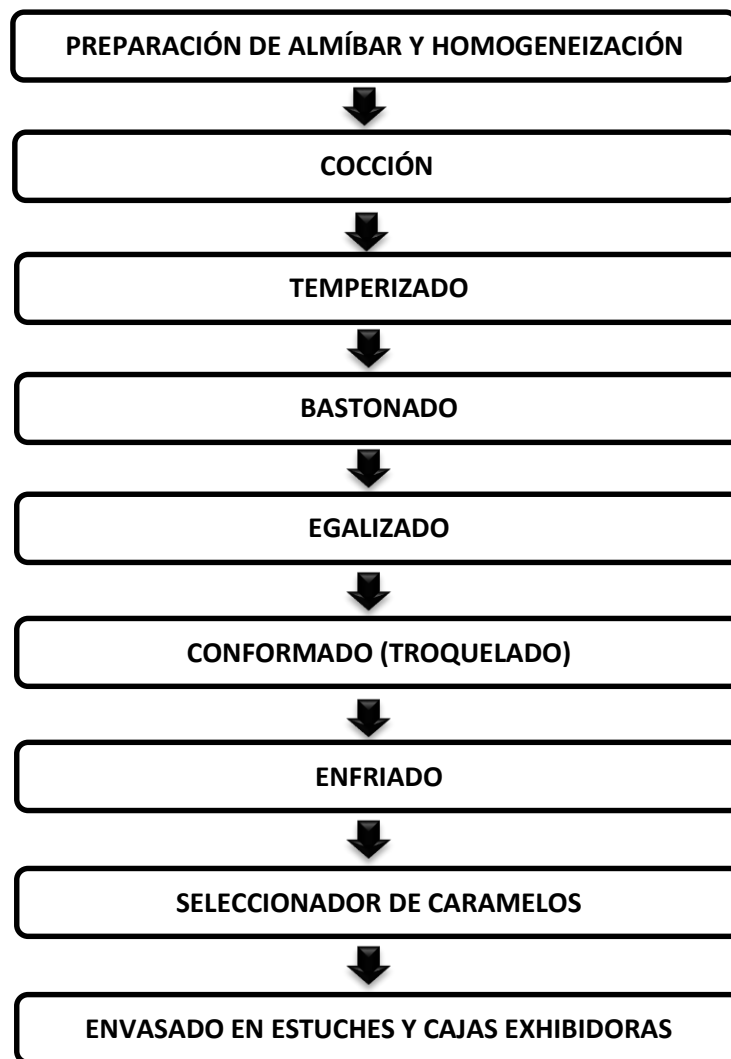 PREPARACIÓN DE ALMÍBAR Y HOMOGENEIZACIÓN
COCCIÓN
TEMPERIZADO
BASTONADO
EGALIZADO
CONFORMADO (TROQUELADO)
ENFRIADO
SELECCIONADOR DE CARAMELOS
ENVASADO EN ESTUCHES Y CAJAS EXHIBIDORAS